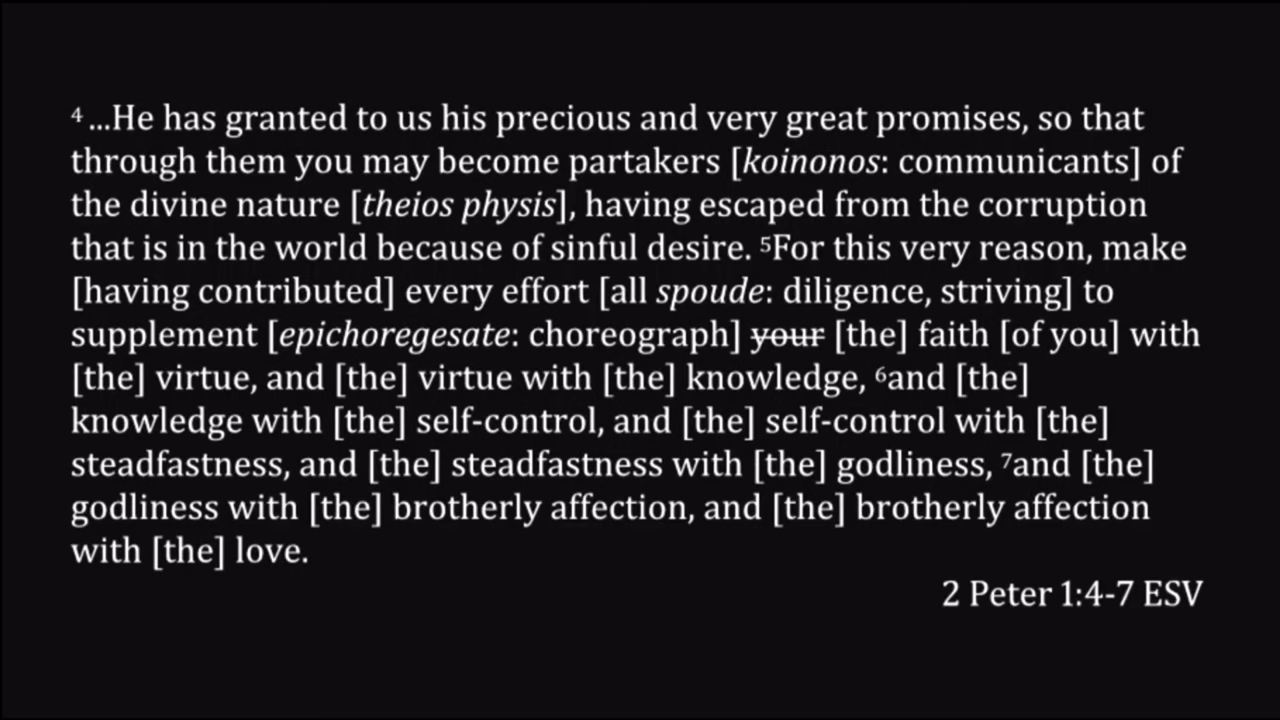 4 ...He has granted to us his precious and very great promises, so that
through them you may become partakers [koinonos: communicants] of
the divine nature [theios physis], having escaped from the corruption
that is in the world because of sinful desire. 5For this very reason, make
[having contributed] every effort [all spoude: diligence, striving] to
supplement [epichoregesate: choreograph] your [the] faith [of you] with
[the] virtue, and [the] virtue with [the] knowledge, 6and [the]
knowledge with [the] self-control, and [the] self-control with [the]
steadfastness, and [the] steadfastness with [the] godliness, 7and [the]
godliness with [the] brotherly affection, and [the] brotherly affection
with [the] love.
2 Peter 1:4-7 ESV